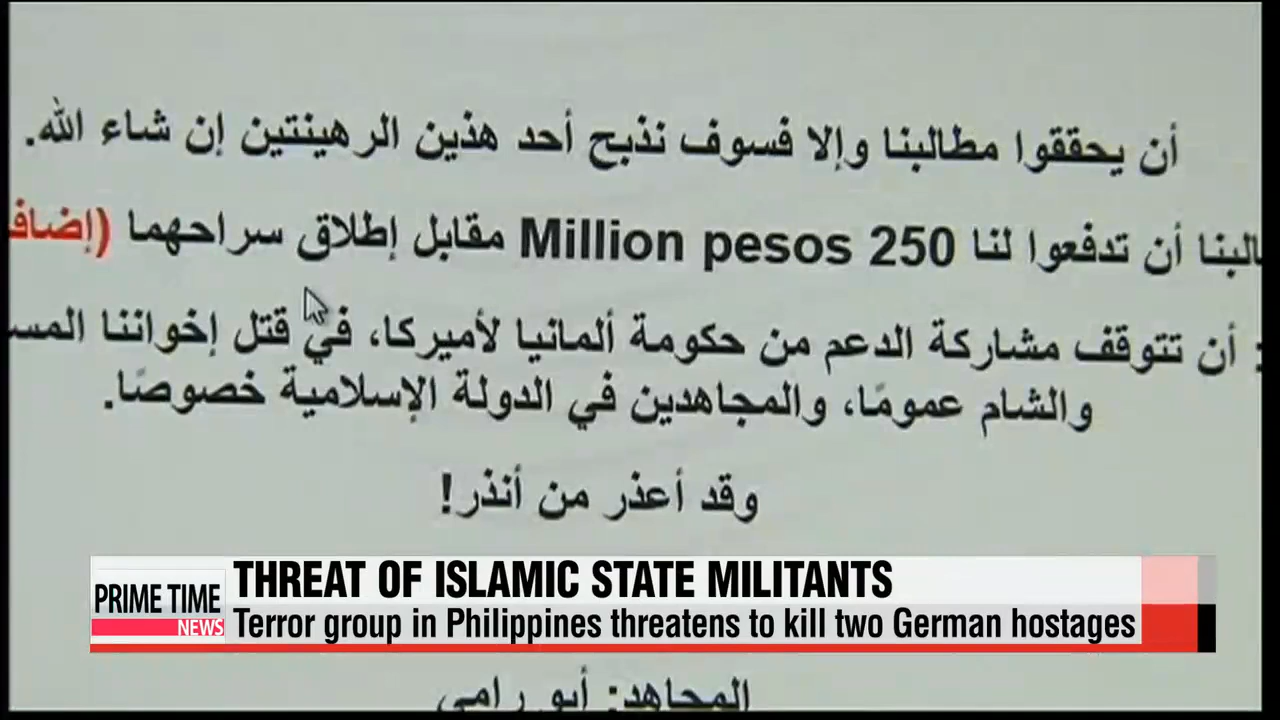 أن يحققوا مطالبنا وإلا فسوف نذبح أحد هذين الرهينتين إن شاء الله.
أن تدفعوا لنا 250 Million pesos مقابل إطلاق سراحهما
أن تتوقف مشاركة الدعم من حكومة ألمانيا لأميركا، في قتل إخواننا
والشام عمومًا، والمجاهدين في الدولة الإسلامية خصوصًا.
وقد أعذر من أنذر!
THREAT OF ISLAMIC STATE MILITANTS
PRIME TIME
NEWS
Terror group in Philippines threatens to kill two German hostages
المجاهد: أبو رامي